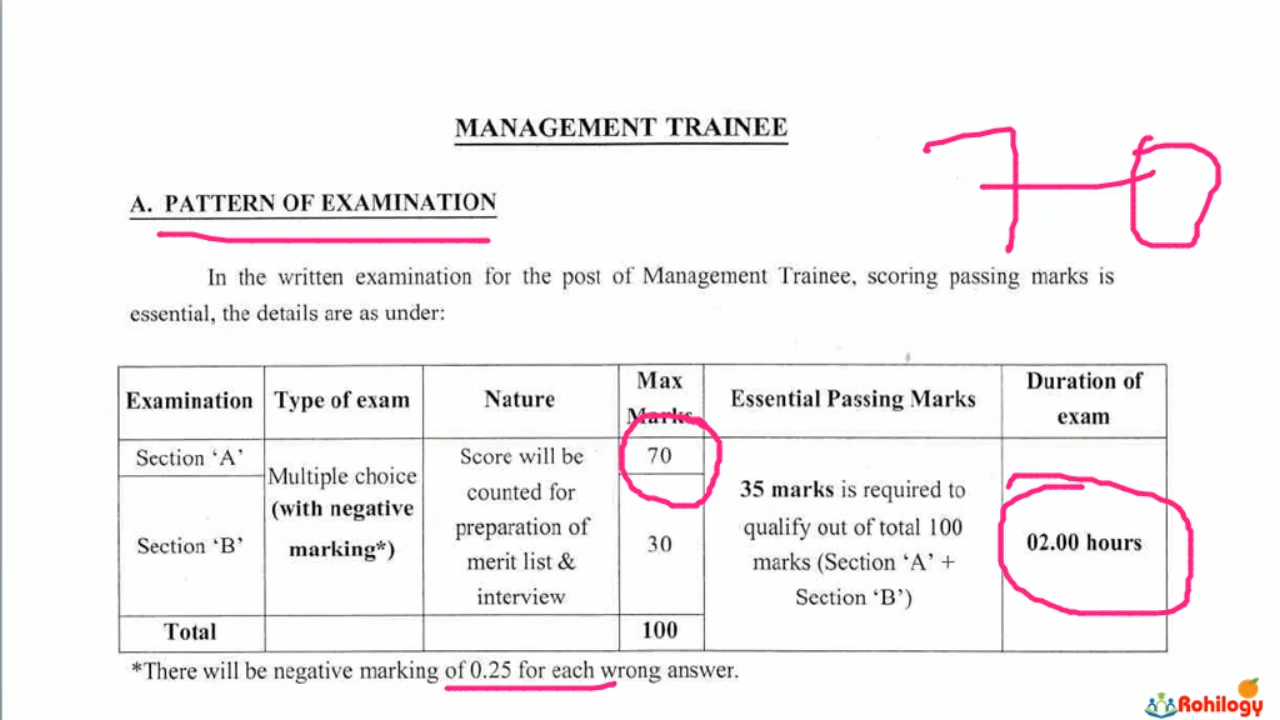 MANAGEMENT TRAINEE
70
A. PATTERN OF EXAMINATION
In the written examination for the post of Management Trainee, scoring passing marks is
essential, the details are as under:
Examination Type of exam Nature Max Marks Essential Passing Marks Duration of exam
Section ‘A’ 70
Section ‘B’ 30
Multiple choice
(with negative
marking*)
Score will be
counted for
preparation of
merit list &
interview
35 marks is required to
qualify out of total 100
marks (Section ‘A’ +
Section ‘B’)
02.00 hours
Total 100
*There will be negative marking of 0.25 for each wrong answer.
Rohilogy